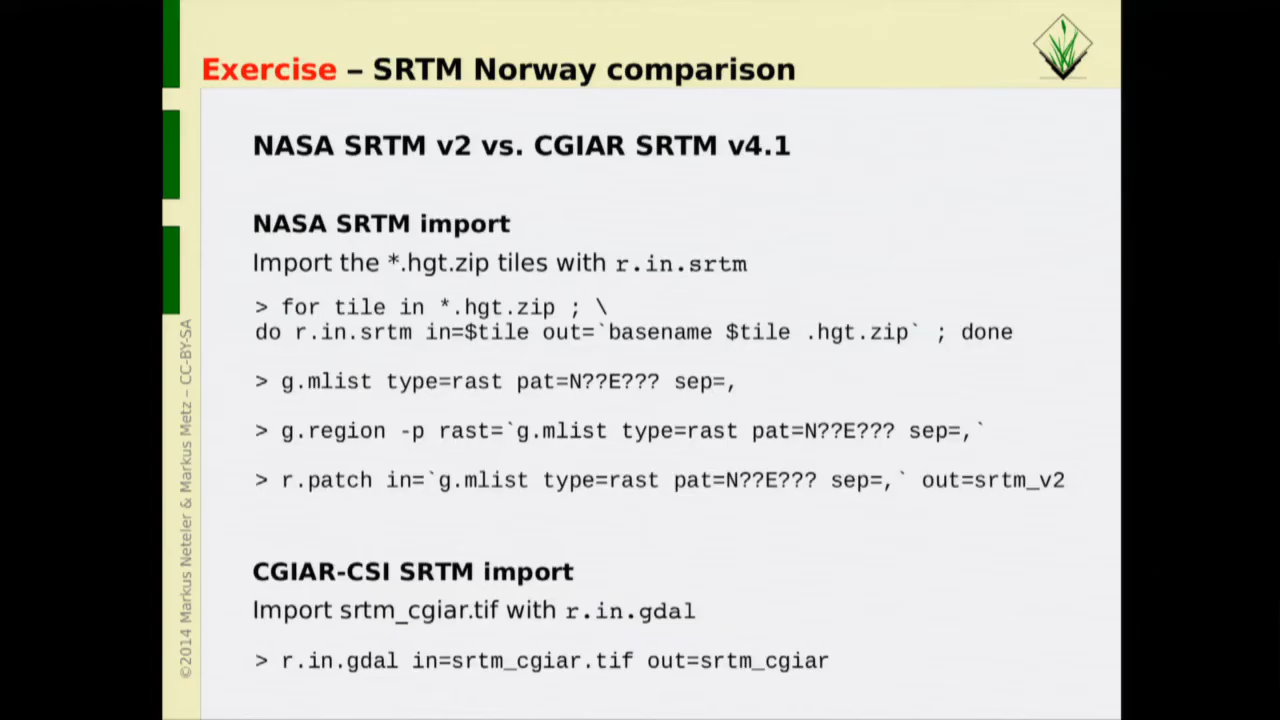 Exercise – SRTM Norway comparison
NASA SRTM v2 vs. CGIAR SRTM v4.1
NASA SRTM import
Import the *.hgt.zip tiles with r.in.srtm
> for tile in *.hgt.zip ; \
do r.in.srtm in=$tile out=`basename $tile .hgt.zip` ; done
> g.mlist type=rast pat=N??E??? sep=,
> g.region -p rast=`g.mlist type=rast pat=N??E??? sep=,`
> r.patch in=`g.mlist type=rast pat=N??E??? sep=,` out=srtm_v2
CGIAR-CSI SRTM import
Import srtm_cgiar.tif with r.in.gdal
> r.in.gdal in=srtm_cgiar.tif out=srtm_cgiar
©2014 Markus Neteler & Markus Metz – CC-BY-SA